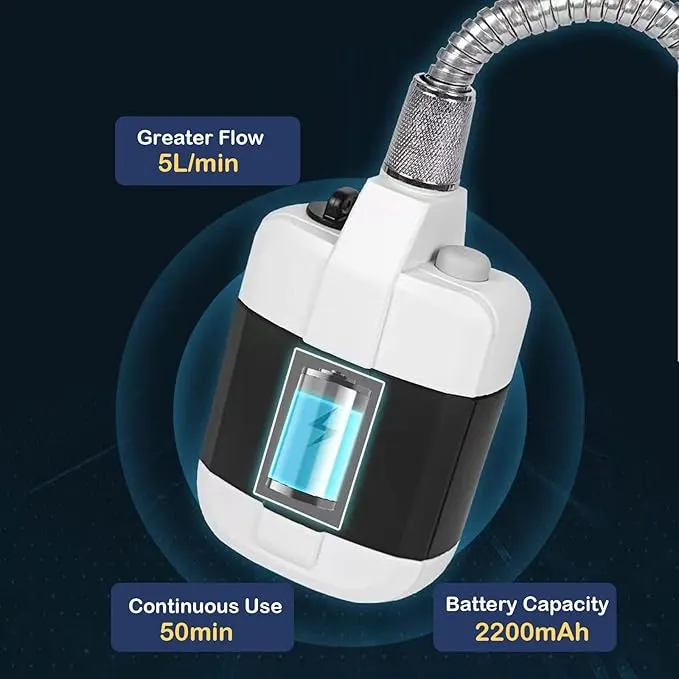 Greater Flow
5L/min
Continuous Use
50min
Battery Capacity
2200mAh